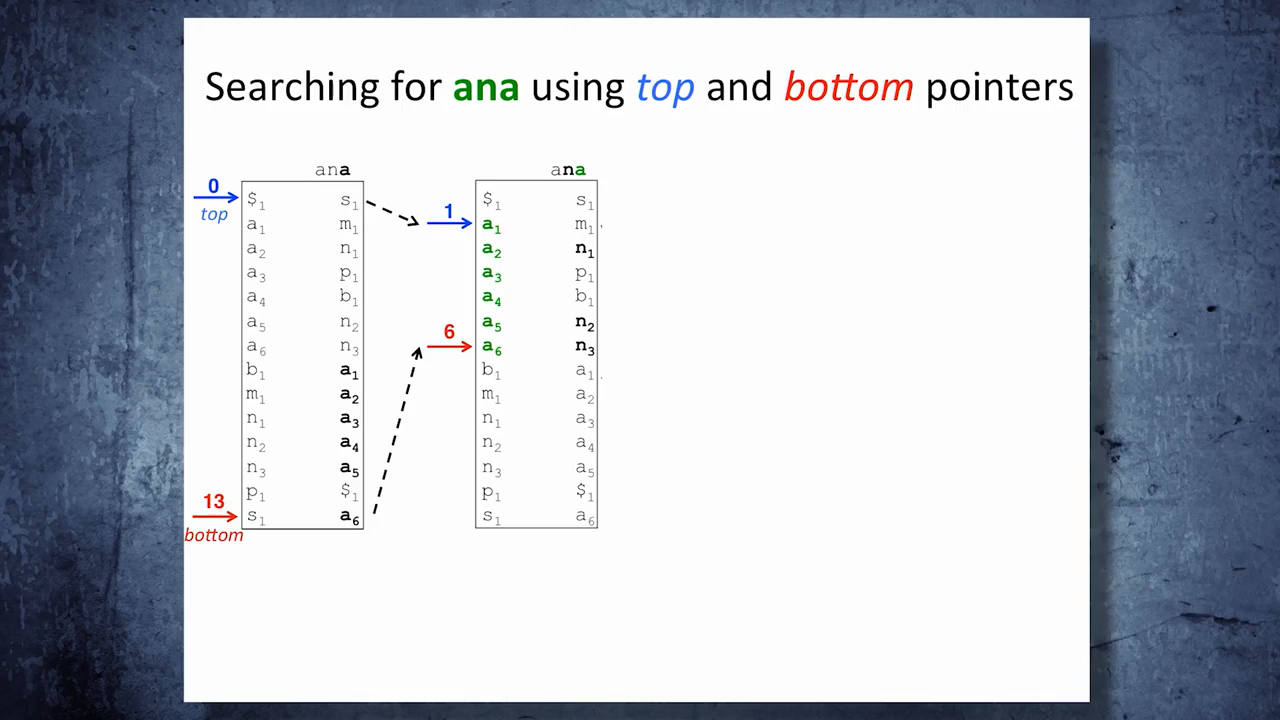 Searching for ana using top and bottom pointers
ana ana
0 $₁ s₁ $₁ s₁
top a₁ m₁ 1 a₁ m₁
a₂ n₁ a₂ n₁
a₃ p₁ a₃ p₁
a₄ b₁ a₄ b₁
a₅ n₂ a₅ n₂
a₆ n₃ 6 a₆ n₃
b₁ a₁ b₁ a₁
m₁ a₂ m₁ a₂
n₁ a₃ n₁ a₃
n₂ a₄ n₂ a₄
n₃ a₅ n₃ a₅
p₁ $₁ p₁ $₁
13 s₁ a₆ s₁ a₆
bottom